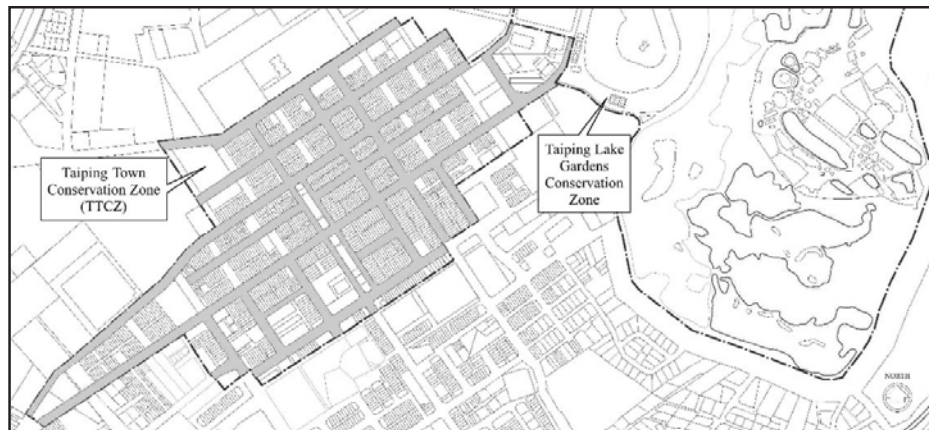 Taiping Town
Conservation Zone
(TTCZ)
Taiping Lake
Gardens
Conservation
Zone
NORTH